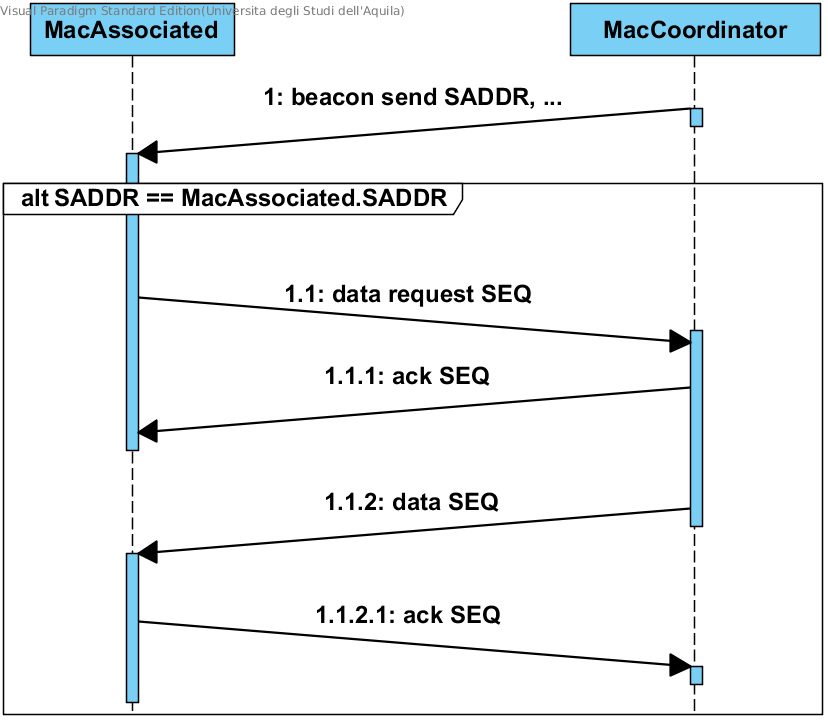 Visual Paradigm Standard Edition(Universita degli Studi dell'Aquila)
MacAssociated
MacCoordinator
1: beacon send SADDR, ...
alt SADDR == MacAssociated.SADDR
1.1: data request SEQ
1.1.1: ack SEQ
1.1.2: data SEQ
1.1.2.1: ack SEQ